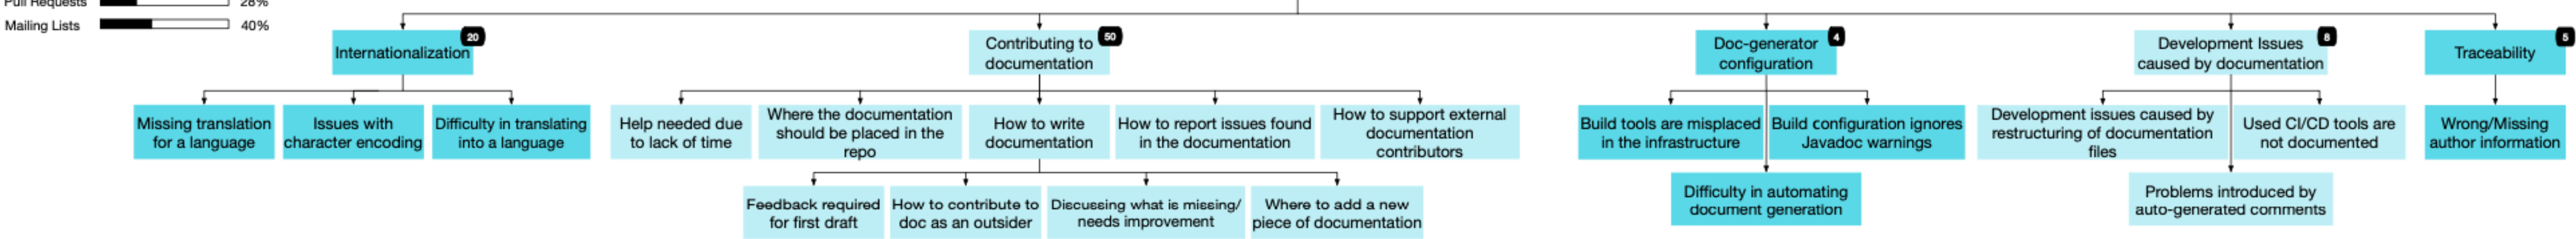 Pull Requests 28%
Mailing Lists 40%
Internationalization 20
Contributing to
documentation 50
Doc-generator
configuration 4
Development Issues
caused by documentation 8
Traceability 5
Missing translation
for a language
Issues with
character encoding
Difficulty in translating
into a language
Help needed due
to lack of time
Where the documentation
should be placed in the
repo
How to write
documentation
How to report issues found
in the documentation
How to support external
documentation
contributors
Build tools are misplaced
in the infrastructure
Build configuration ignores
Javadoc warnings
Development issues caused by
restructuring of documentation
files
Used CI/CD tools are
not documented
Wrong/Missing
author information
Feedback required
for first draft
How to contribute to
doc as an outsider
Discussing what is missing/
needs improvement
Where to add a new
piece of documentation
Difficulty in automating
document generation
Problems introduced by
auto-generated comments